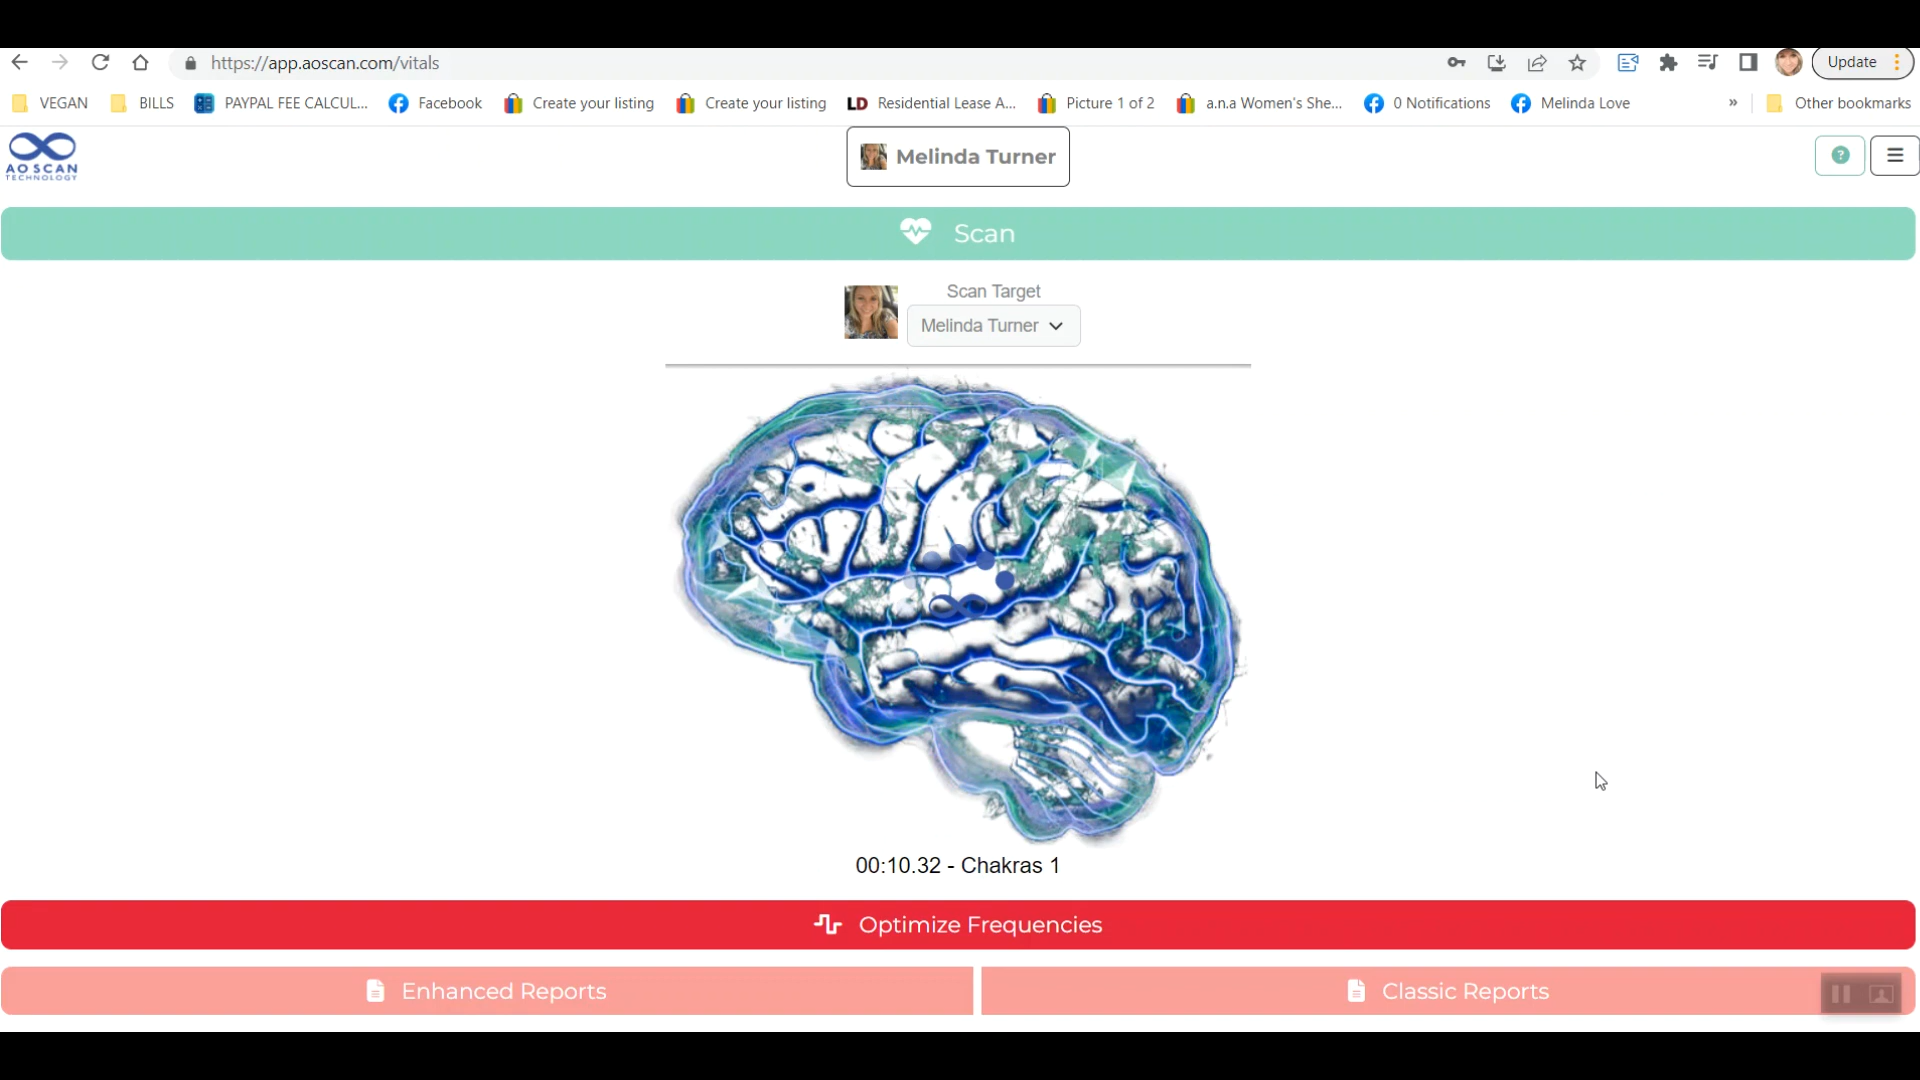 https://app.aoscan.com/vitals
Update
VEGAN
BILLS
PAYPAL FEE CALCUL...
Facebook
Create your listing
Create your listing
LD
Residential Lease A...
Picture 1 of 2
a.n.a Women's She...
0 Notifications
Melinda Love
»
Other bookmarks
AO SCAN
TECHNOLOGY
Melinda Turner
?
Scan
Scan Target
Melinda Turner
00:10.32 - Chakras 1
Optimize Frequencies
Enhanced Reports
Classic Reports